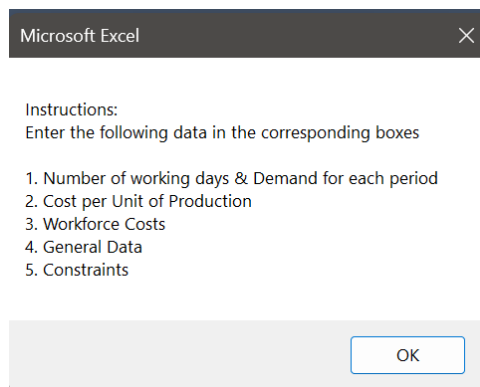 Microsoft Excel
Instructions:
Enter the following data in the corresponding boxes
1. Number of working days & Demand for each period
2. Cost per Unit of Production
3. Workforce Costs
4. General Data
5. Constraints
OK